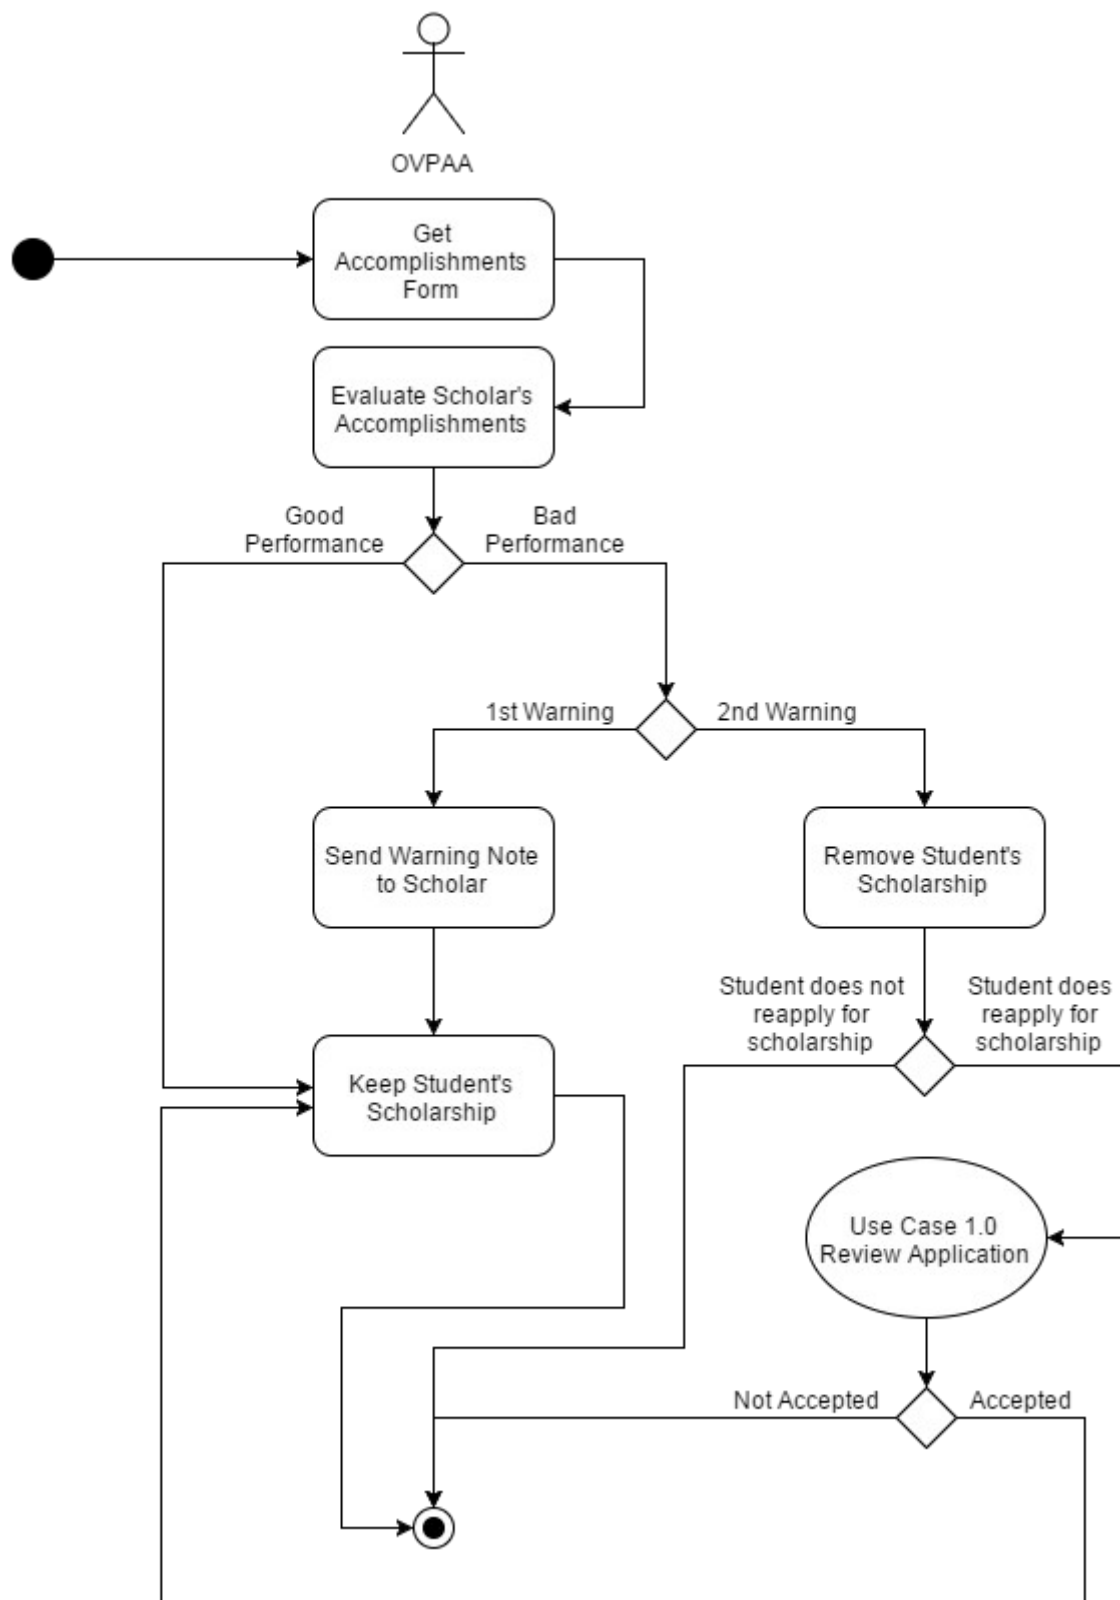 OVPAA
Get
Accomplishments
Form
Evaluate Scholar's
Accomplishments
Good
Performance
Bad
Performance
1st Warning
2nd Warning
Send Warning Note
to Scholar
Remove Student's
Scholarship
Student does not
reapply for
scholarship
Student does
reapply for
scholarship
Keep Student's
Scholarship
Use Case 1.0
Review Application
Not Accepted
Accepted